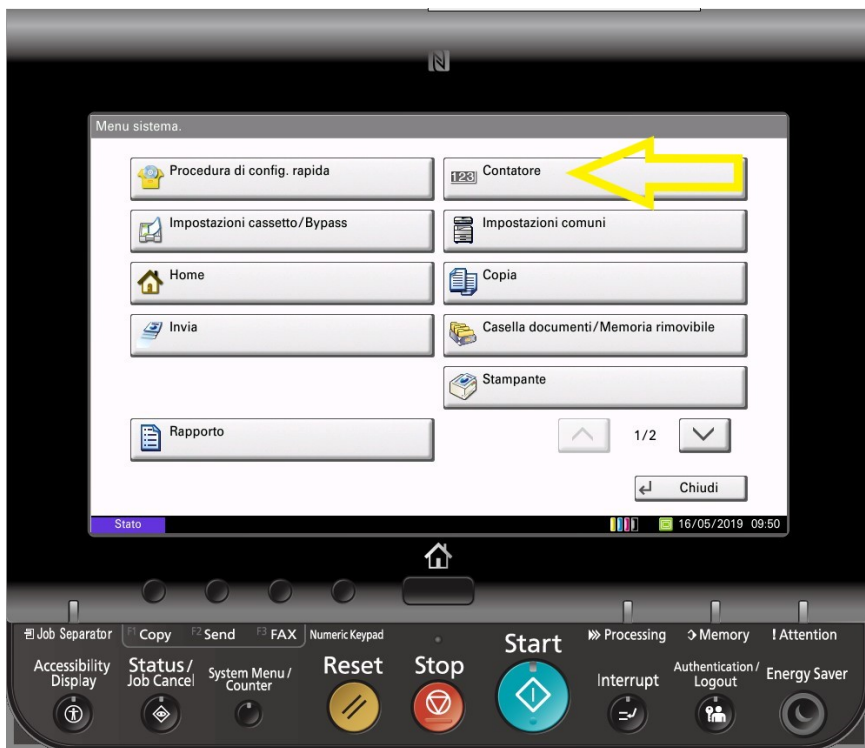 Menu sistema.
Procedura di config. rapida
123 Contatore
Impostazioni cassetto/Bypass
Impostazioni comuni
Home
Copia
Invia
Casella documenti/Memoria rimovibile
Stampante
Rapporto
1/2
Chiudi
Stato
16/05/2019 09:50
Job Separator
F1 Copy
F2 Send
F3 FAX
Numeric Keypad
Processing
Memory
! Attention
Accessibility
Display
Status/
Job Cancel
System Menu /
Counter
Reset
Stop
Start
Interrupt
Authentication /
Logout
Energy Saver